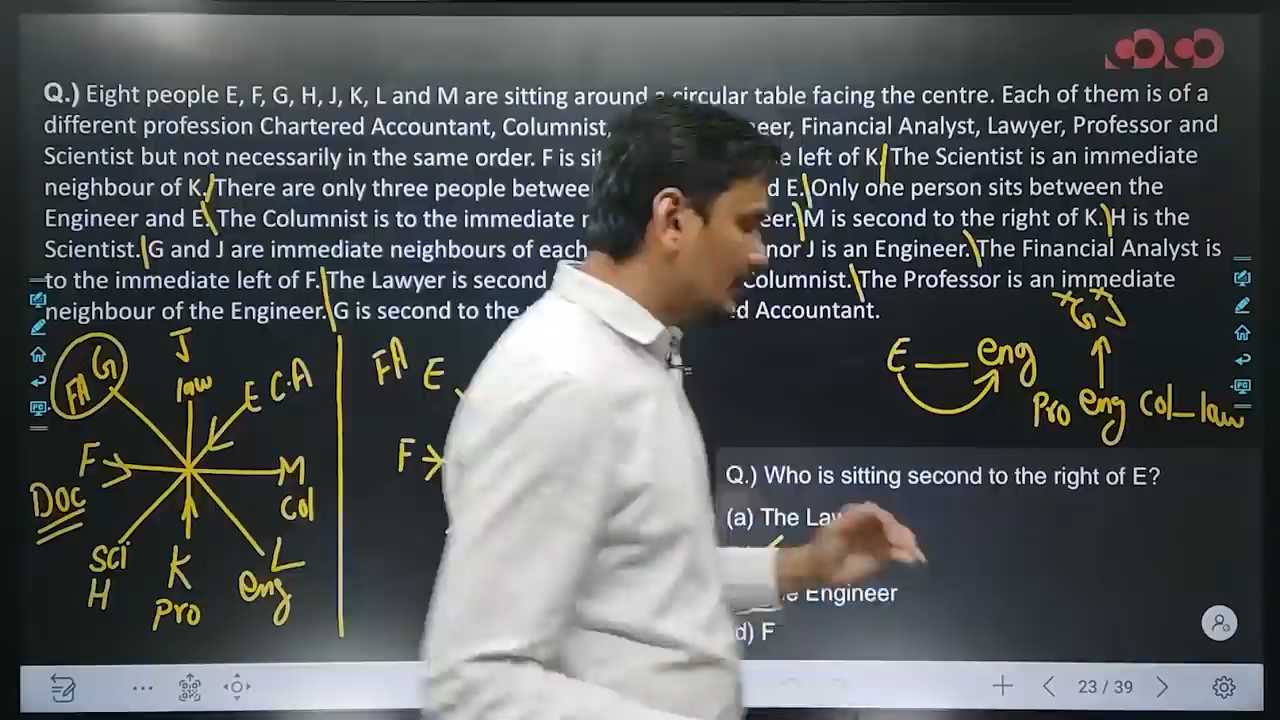 Q.) Eight people E, F, G, H, J, K, L and M are sitting around a circular table facing the centre. Each of them is of a
different profession Chartered Accountant, Columnist, eer, Financial Analyst, Lawyer, Professor and
Scientist but not necessarily in the same order. F is sit e left of K. The Scientist is an immediate
neighbour of K. There are only three people betwee d E. Only one person sits between the
Engineer and E. The Columnist is to the immediate eer. M is second to the right of K. H is the
Scientist. G and J are immediate neighbours of each nor J is an Engineer. The Financial Analyst is
to the immediate left of F. The Lawyer is second Columnist. The Professor is an immediate
neighbour of the Engineer. G is second to the ed Accountant.
J
law
G
FA
E C.A
F
Doc
M
Col
Sci
H
K
Pro
L
eng
FA E
F
E eng
G J
Pro eng Col law
Q.) Who is sitting second to the right of E?
(a) The Law
e Engineer
d) F
23 / 39